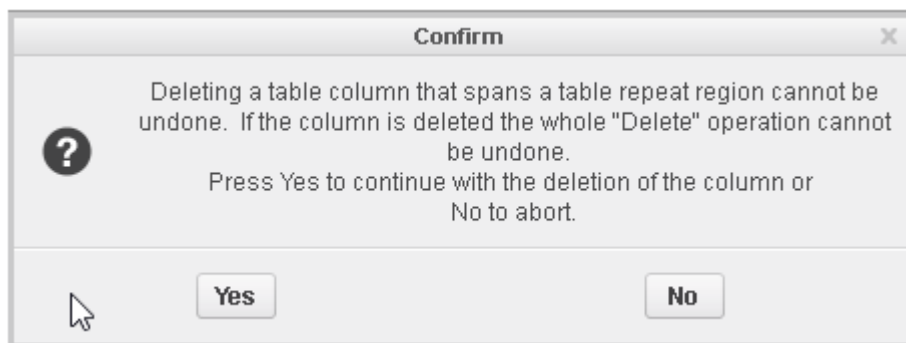 Confirm
Deleting a table column that spans a table repeat region cannot be
undone.  If the column is deleted the whole "Delete" operation cannot
be undone.
Press Yes to continue with the deletion of the column or
No to abort.
Yes No